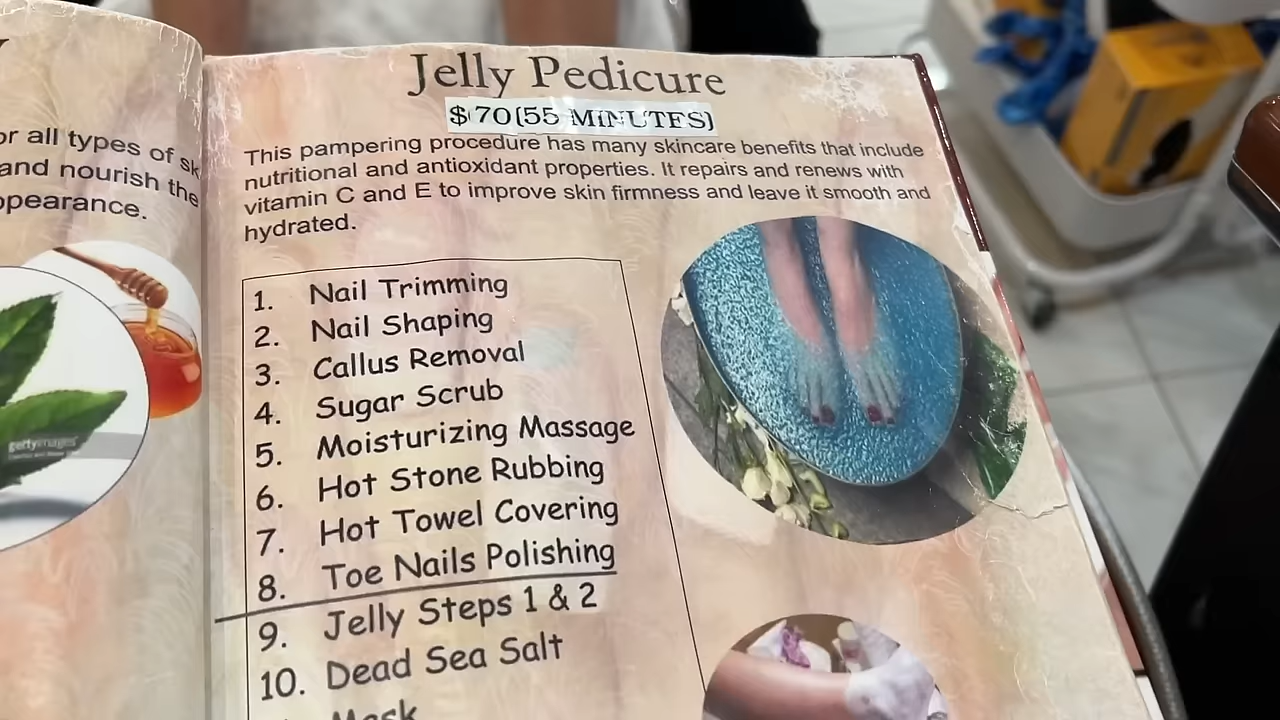 or all types of sk
and nourish the
ppearance.
gettyimages
Jelly Pedicure
$70(55 MINUTES)
This pampering procedure has many skincare benefits that include
nutritional and antioxidant properties. It repairs and renews with
vitamin C and E to improve skin firmness and leave it smooth and
hydrated.
1. Nail Trimming
2. Nail Shaping
3. Callus Removal
4. Sugar Scrub
5. Moisturizing Massage
6. Hot Stone Rubbing
7. Hot Towel Covering
8. Toe Nails Polishing
9. Jelly Steps 1 & 2
10. Dead Sea Salt
Mask